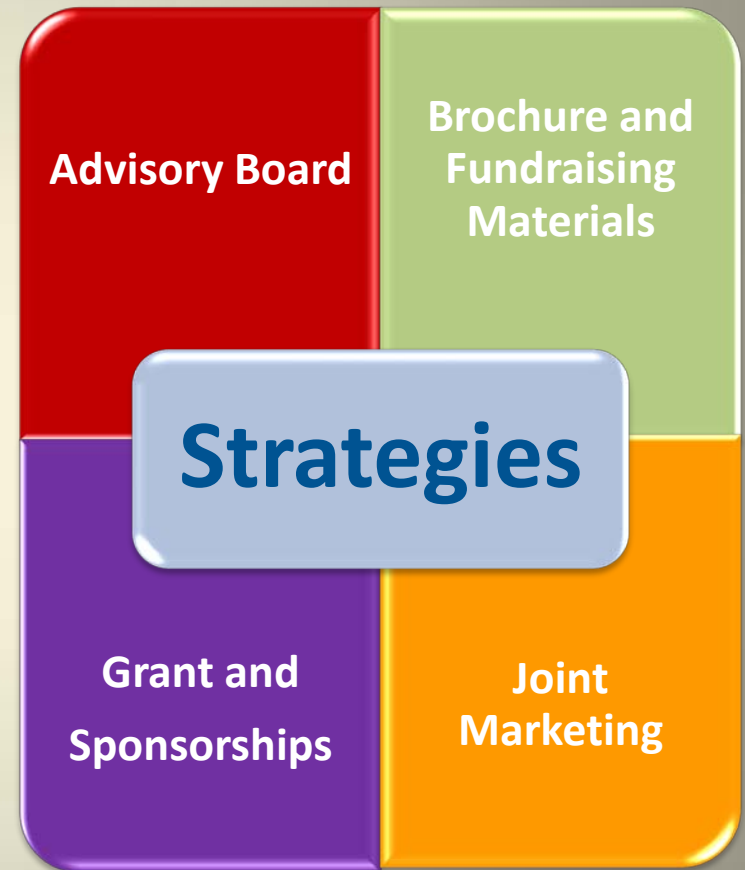 Advisory Board
Brochure and
Fundraising
Materials
Strategies
Grant and
Sponsorships
Joint
Marketing